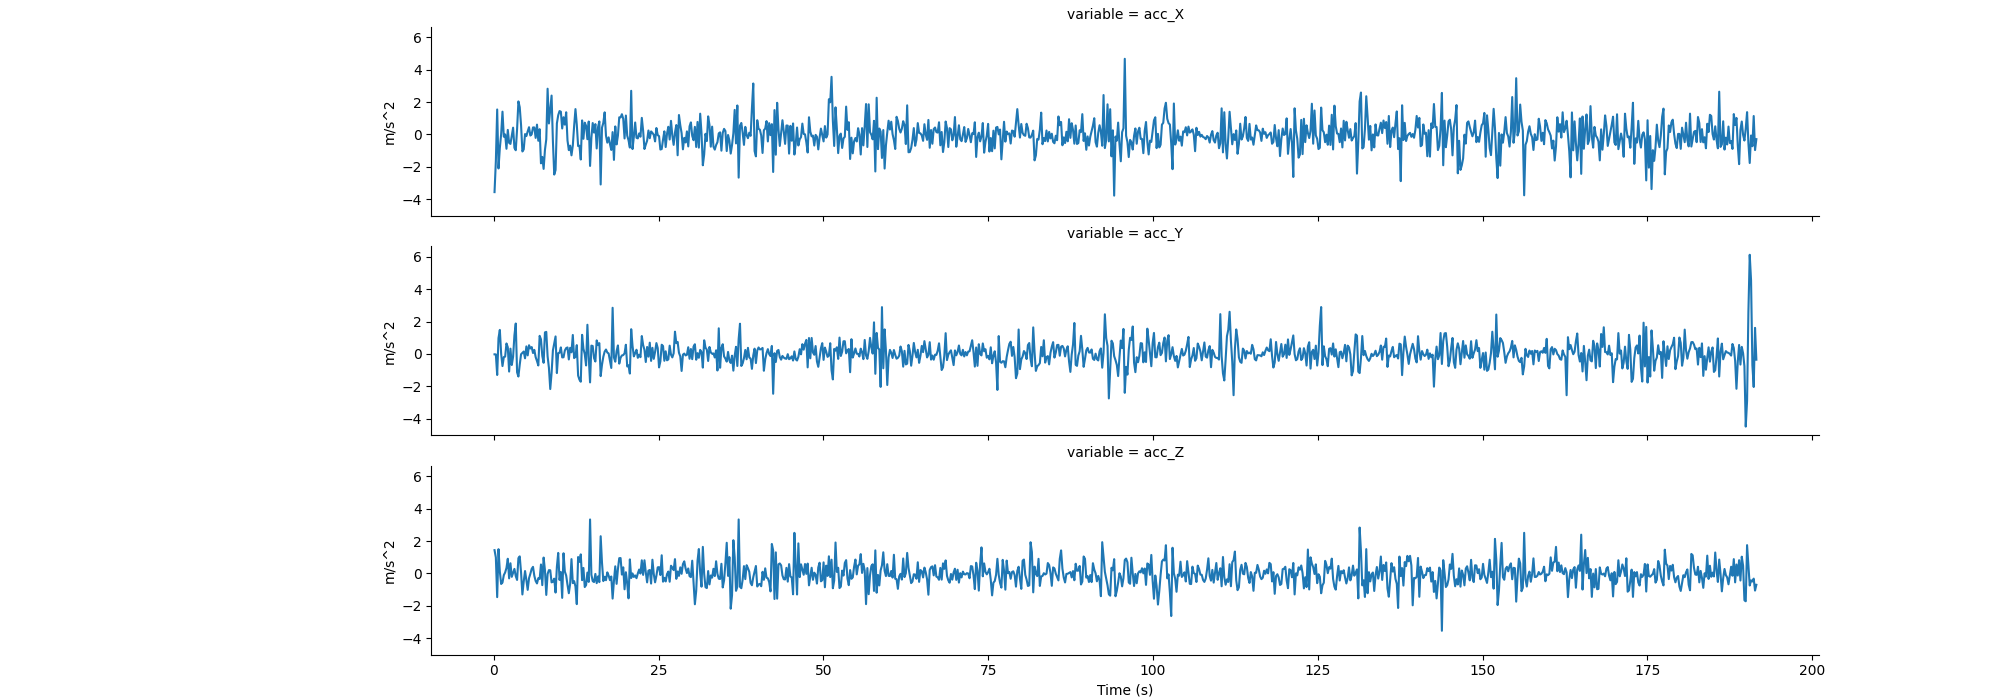 variable = acc_X
6
4
2
0
−2
−4
m/s^2
variable = acc_Y
6
4
2
0
−2
−4
m/s^2
variable = acc_Z
6
4
2
0
−2
−4
m/s^2
0 25 50 75 100 125 150 175 200
Time (s)